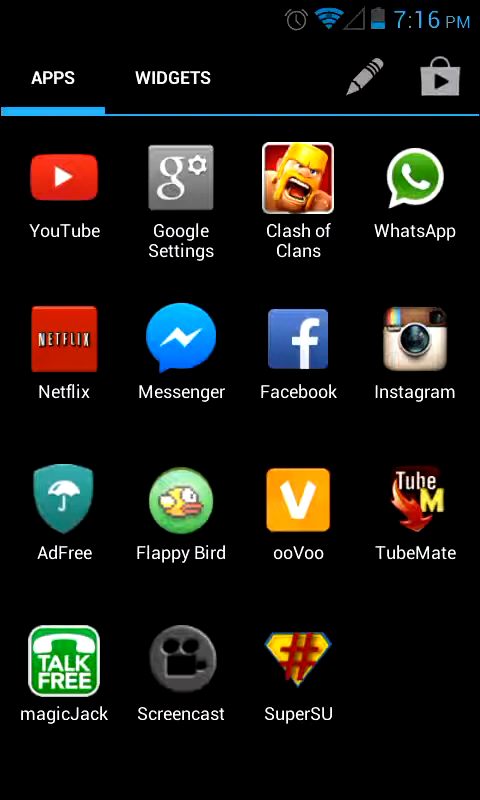 7:16 PM
APPS
WIDGETS
g
YouTube
Google
Settings
Clash of
Clans
WhatsApp
NETFLIX
f
Netflix
Messenger
Facebook
Instagram
V
Tube
M
AdFree
Flappy Bird
ooVoo
TubeMate
TALK
FREE
#
magicJack
Screencast
SuperSU